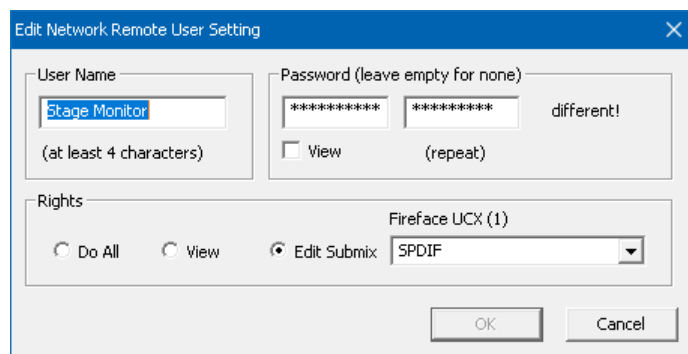 Edit Network Remote User Setting
User Name
Stage Monitor
(at least 4 characters)
Password (leave empty for none)
********** ********* different!
View (repeat)
Rights
Fireface UCX (1)
Do All View Edit Submix SPDIF
OK Cancel